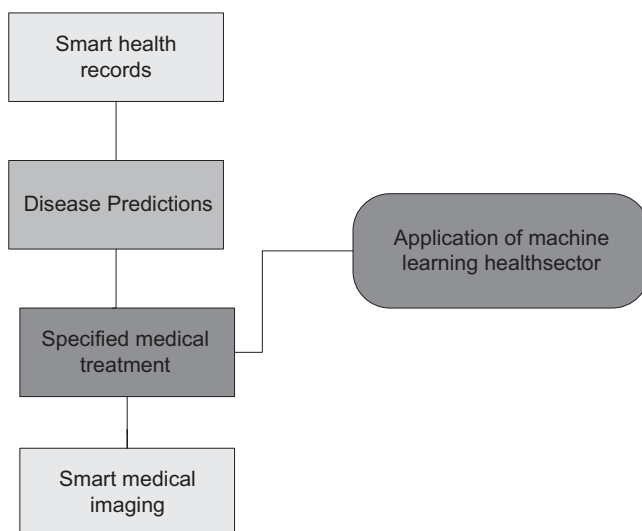 Smart health
records
Disease Predictions
Application of machine
learning healthsector
Specified medical
treatment
Smart medical
imaging